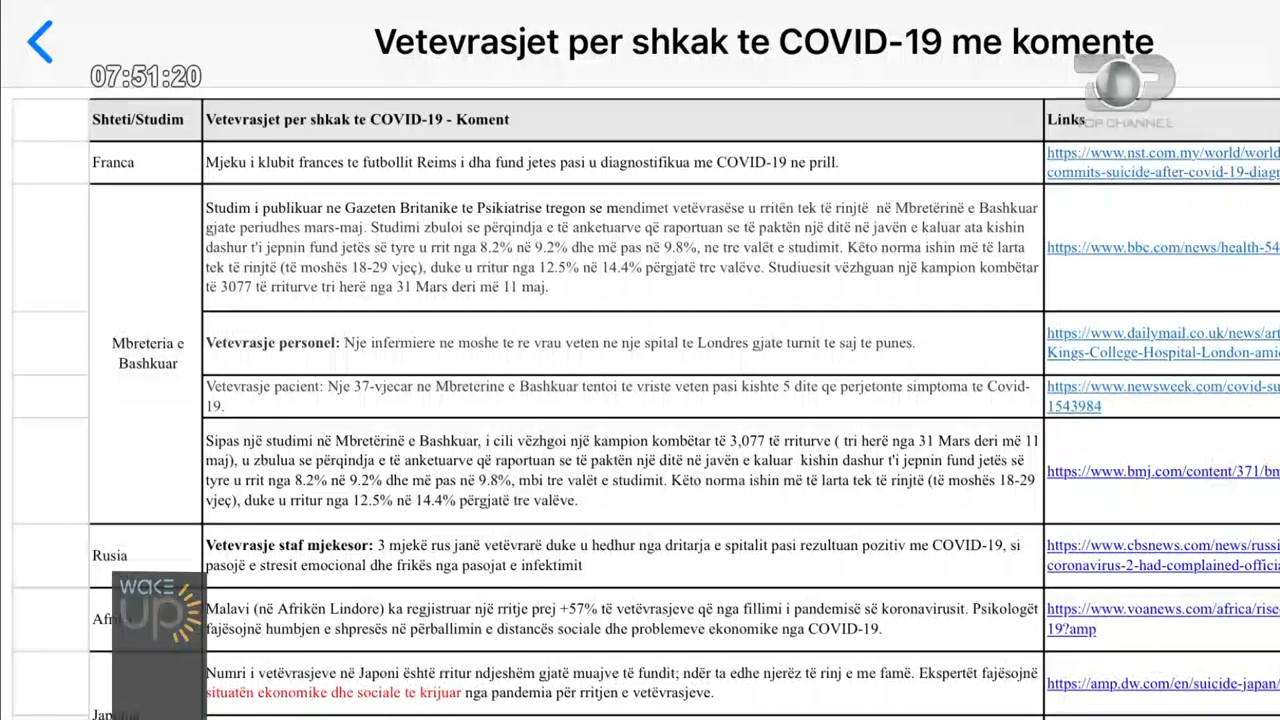 Vetevrasjet per shkak te COVID-19 me komente
07:51:20
TOP CHANNEL
Shteti/Studim
Vetevrasjet per shkak te COVID-19 - Koment
Links
Franca
Mjeku i klubit frances te futbollit Reims i dha fund jetes pasi u diagnostifikua me COVID-19 ne prill.
https://www.nst.com.my/world/world
commits-suicide-after-covid-19-diagn
Mbreteria e
Bashkuar
Studim i publikuar ne Gazeten Britanike te Psikiatrise tregon se mendimet vetëvrasëse u rritën tek të rinjtë në Mbretërinë e Bashkuar
gjate periudhes mars-maj. Studimi zbuloi se përqindja e të anketuarve që raportuan se të paktën një ditë në javën e kaluar ata kishin
dashur t'i jepnin fund jetës së tyre u rrit nga 8.2% në 9.2% dhe më pas në 9.8%, ne tre valët e studimit. Këto norma ishin më të larta
tek të rinjtë (të moshës 18-29 vjeç), duke u rritur nga 12.5% në 14.4% përgjatë tre valëve. Studiuesit vëzhguan një kampion kombëtar
të 3077 të rriturve tri herë nga 31 Mars deri më 11 maj.
https://www.bbc.com/news/health-54
Vetevrasje personel: Nje infermiere ne moshe te re vrau veten ne nje spital te Londres gjate turnit te saj te punes.
https://www.dailymail.co.uk/news/art
Kings-College-Hospital-London-amid
Vetevrasje pacient: Nje 37-vjecar ne Mbreterine e Bashkuar tentoi te vriste veten pasi kishte 5 dite qe perjetonte simptoma te Covid-
19.
https://www.newsweek.com/covid-su
1543984
Sipas një studimi në Mbretërinë e Bashkuar, i cili vëzhgoi një kampion kombëtar të 3,077 të rriturve ( tri herë nga 31 Mars deri më 11
maj), u zbulua se përqindja e të anketuarve që raportuan se të paktën një ditë në javën e kaluar kishin dashur t'i jepnin fund jetës së
tyre u rrit nga 8.2% në 9.2% dhe më pas në 9.8%, mbi tre valët e studimit. Këto norma ishin më të larta tek të rinjtë (të moshës 18-29
vjeç), duke u rritur nga 12.5% në 14.4% përgjatë tre valëve.
https://www.bmj.com/content/371/bm
Rusia
Vetevrasje staf mjekesor: 3 mjekë rus janë vetëvrarë duke u hedhur nga dritarja e spitalit pasi rezultuan pozitiv me COVID-19, si
pasojë e stresit emocional dhe frikës nga pasojat e infektimit
https://www.cbsnews.com/news/russi
coronavirus-2-had-complained-officia
WAKE
UP
Malavi (në Afrikën Lindore) ka regjistruar një rritje prej +57% të vetëvrasjeve që nga fillimi i pandemisë së koronavirusit. Psikologët
fajësojnë humbjen e shpresës në përballimin e distancës sociale dhe problemeve ekonomike nga COVID-19.
https://www.voanews.com/africa/rise
19?amp
Numri i vetëvrasjeve në Japoni është rritur ndjeshëm gjatë muajve të fundit; ndër ta edhe njerëz të rinj e me famë. Ekspertët fajësojnë
situatën ekonomike dhe sociale te krijuar nga pandemia për rritjen e vetëvrasjeve.
https://amp.dw.com/en/suicide-japan/